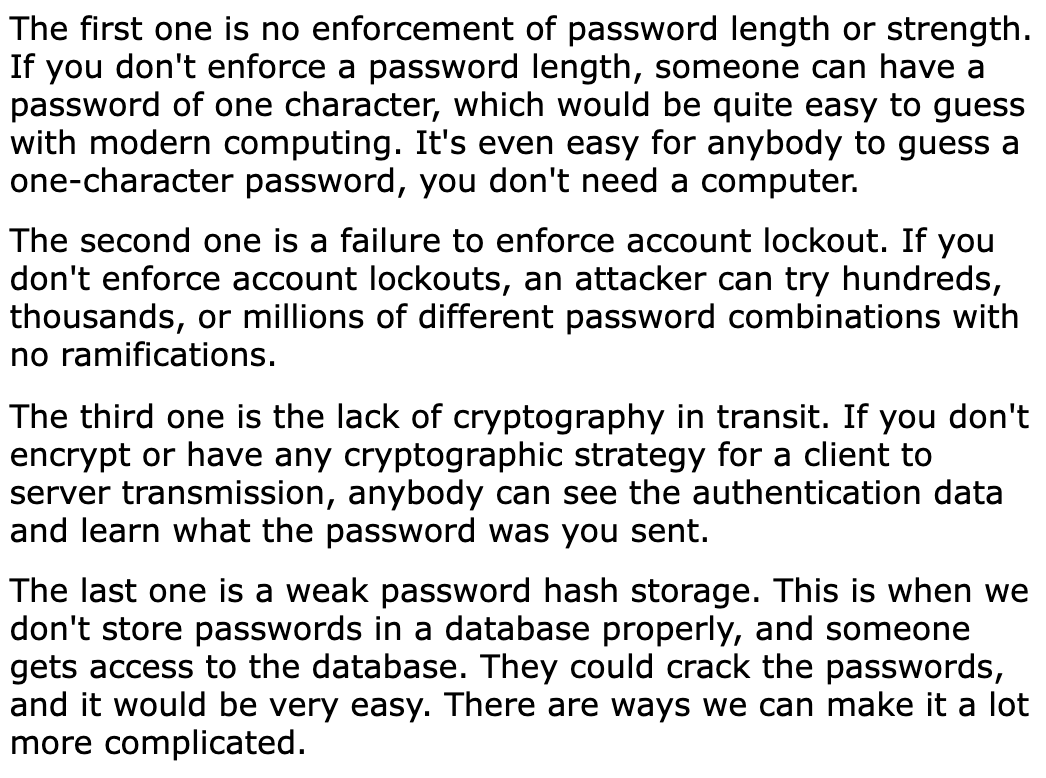 The first one is no enforcement of password length or strength.
If you don't enforce a password length, someone can have a
password of one character, which would be quite easy to guess
with modern computing. It's even easy for anybody to guess a
one-character password, you don't need a computer.
The second one is a failure to enforce account lockout. If you
don't enforce account lockouts, an attacker can try hundreds,
thousands, or millions of different password combinations with
no ramifications.
The third one is the lack of cryptography in transit. If you don't
encrypt or have any cryptographic strategy for a client to
server transmission, anybody can see the authentication data
and learn what the password was you sent.
The last one is a weak password hash storage. This is when we
don't store passwords in a database properly, and someone
gets access to the database. They could crack the passwords,
and it would be very easy. There are ways we can make it a lot
more complicated.